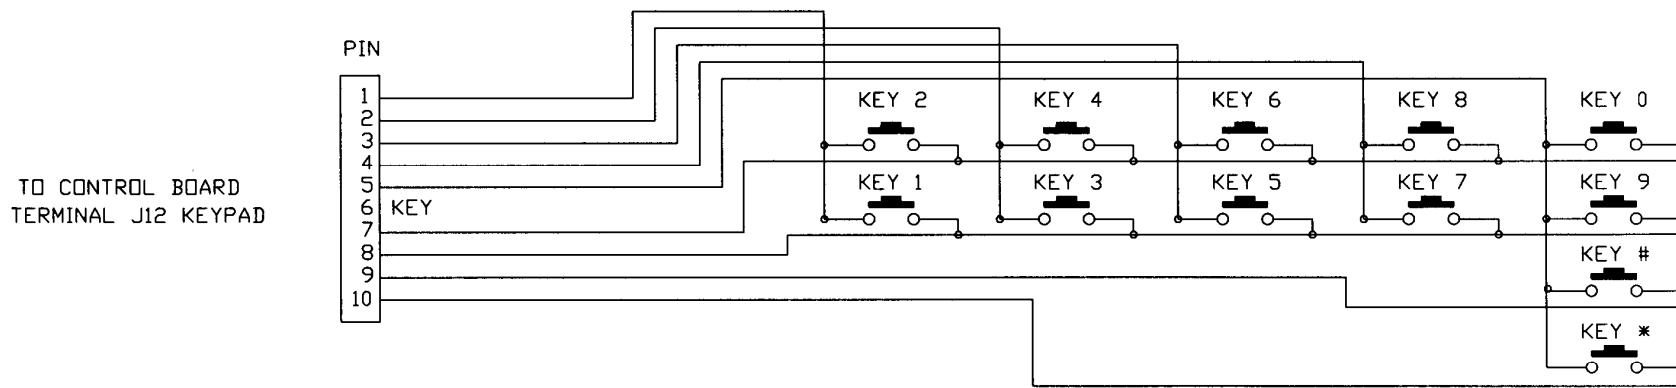 PIN
1
2
3
4
5
6 KEY
7
8
9
10
TO CONTROL BOARD
TERMINAL J12 KEYPAD
KEY 2 KEY 4 KEY 6 KEY 8 KEY 0
KEY 1 KEY 3 KEY 5 KEY 7 KEY 9
KEY #
KEY *